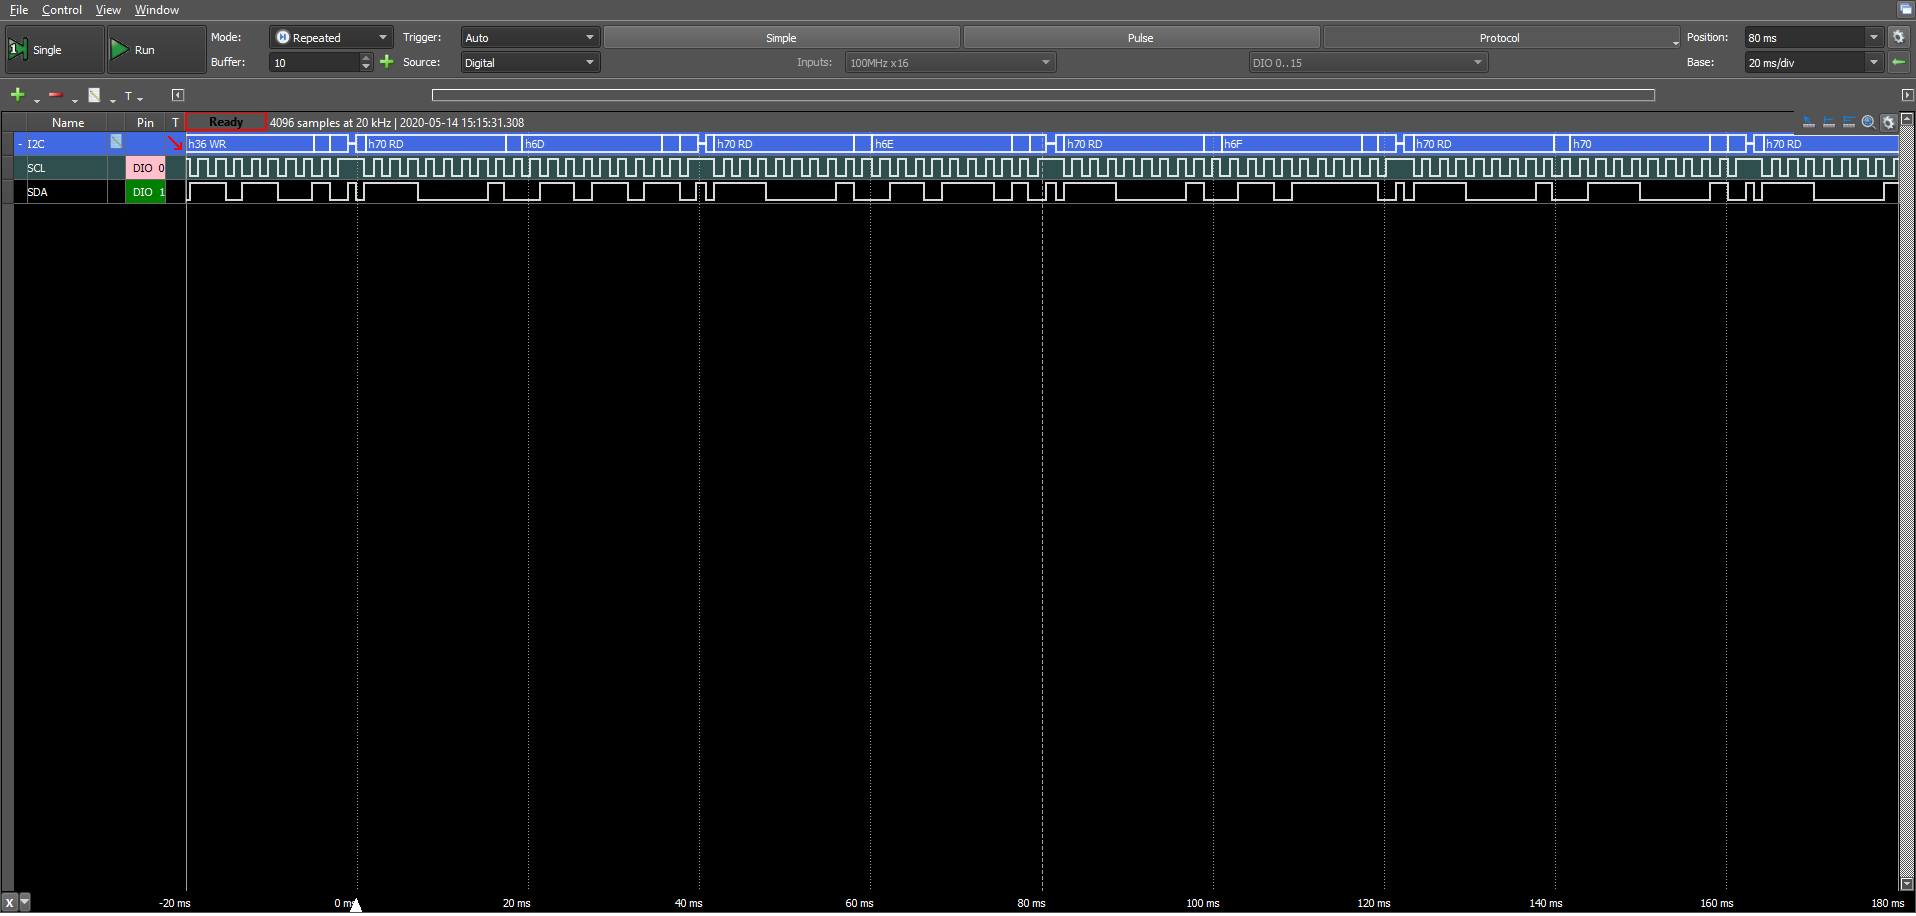 File Control View Window
Single Run Mode: Repeated Trigger: Auto Simple Pulse Protocol Position: 80 ms
Buffer: 10 Source: Digital Inputs: 100MHz x16 DIO 0..15 Base: 20 ms/div
T
Name Pin T Ready 4096 samples at 20 kHz | 2020-05-14 15:15:31.308
- I2C h36 WR h70 RD h6D h70 RD h6E h70 RD h6F h70 RD h70 h70 RD
SCL DIO 0
SDA DIO 1
X -20 ms 0 ms 20 ms 40 ms 60 ms 80 ms 100 ms 120 ms 140 ms 160 ms 180 ms